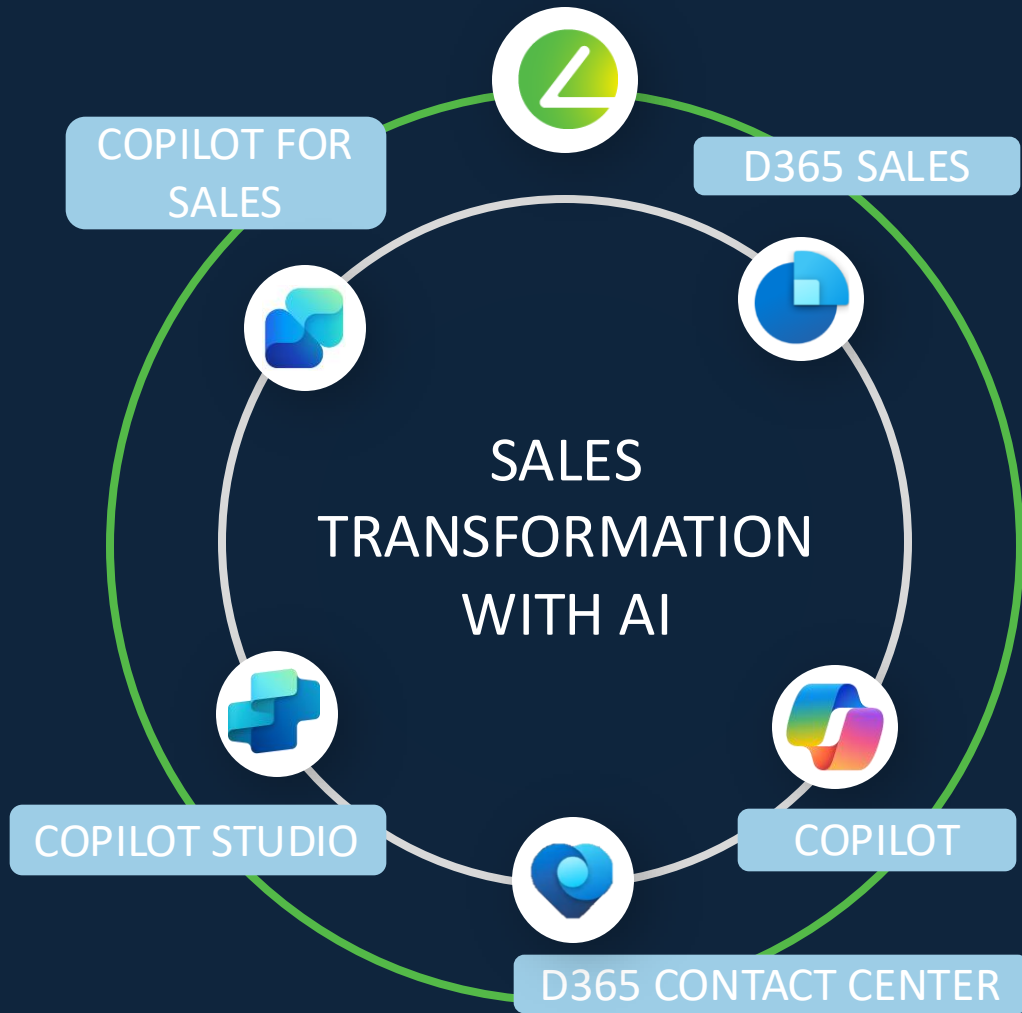 COPILOT FOR
SALES
D365 SALES
SALES
TRANSFORMATION
WITH AI
COPILOT STUDIO
COPILOT
D365 CONTACT CENTER